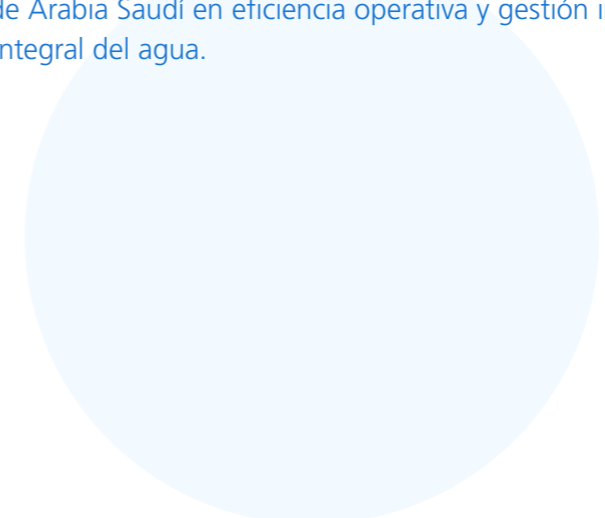 de Arabia Saudí en eficiencia operativa y gestión i
ntegral del agua.